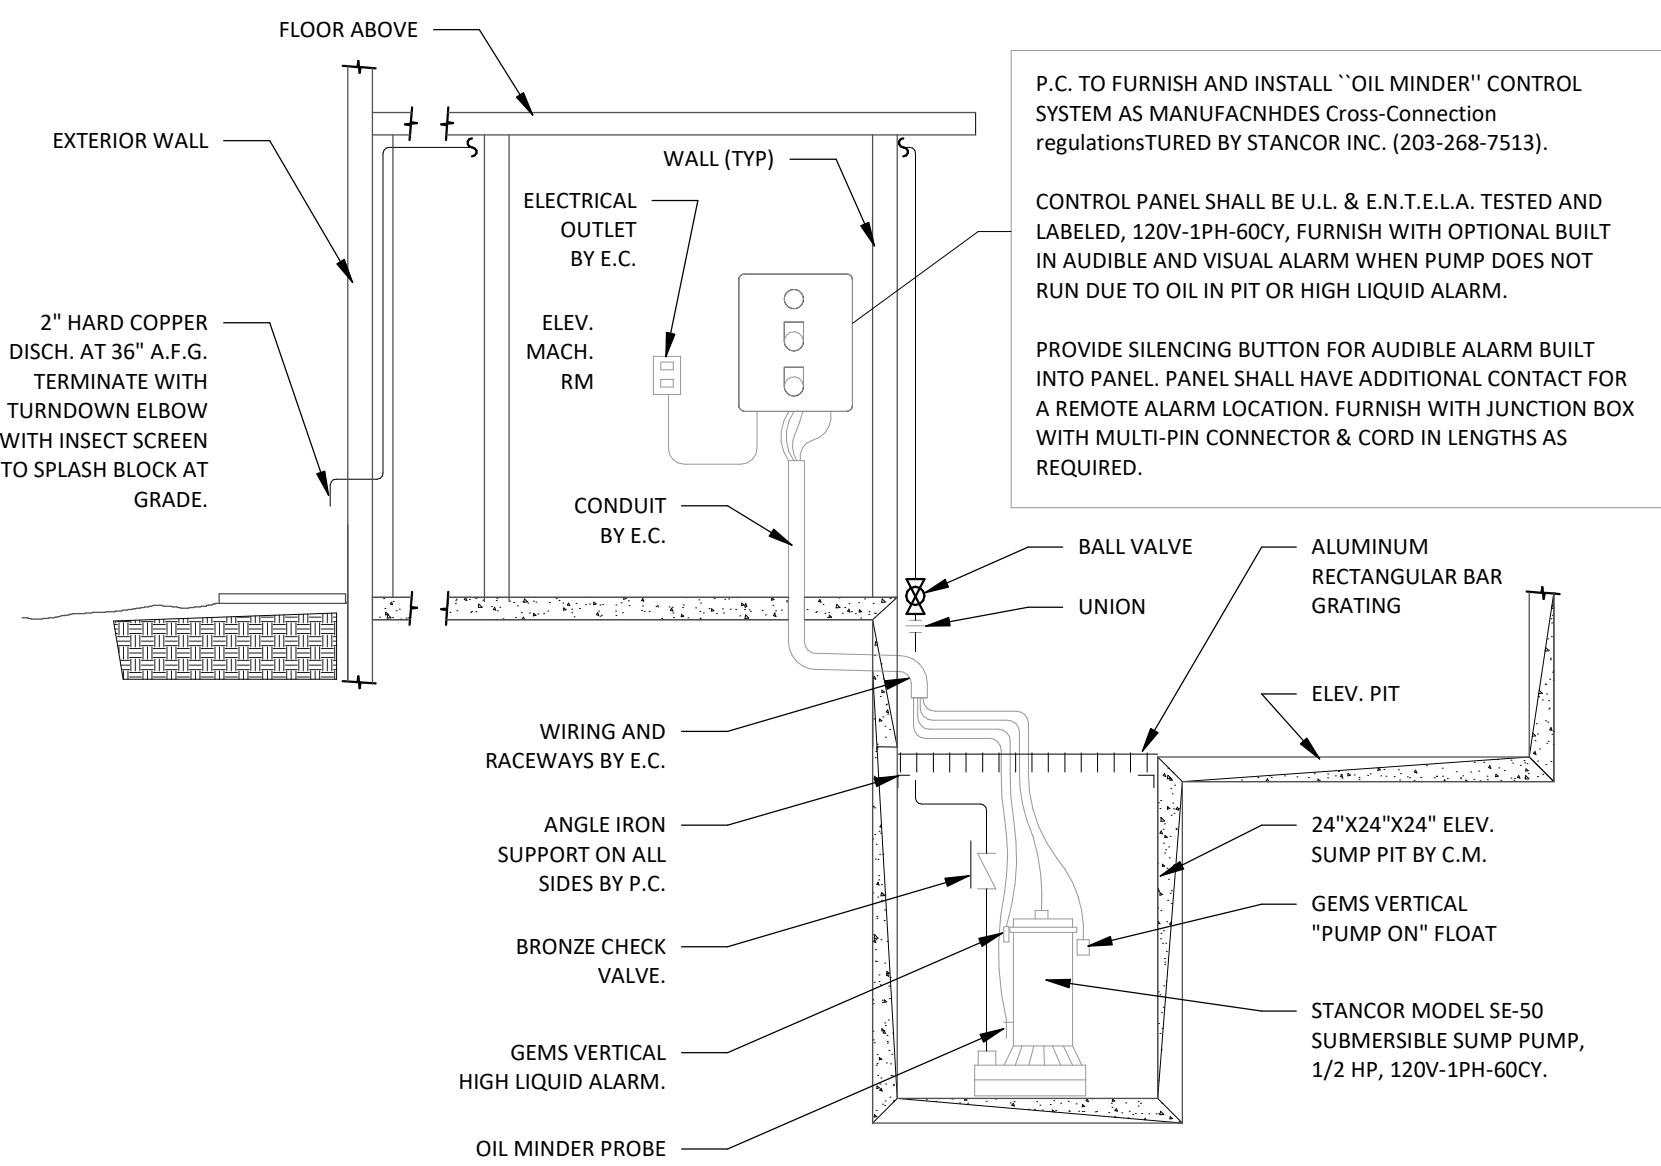 FLOOR ABOVE
EXTERIOR WALL
2" HARD COPPER
DISCH. AT 36" A.F.G.
TERMINATE WITH
TURNDOWN ELBOW
WITH INSECT SCREEN
TO SPLASH BLOCK AT
GRADE.
WALL (TYP)
ELECTRICAL
OUTLET
BY E.C.
ELEV.
MACH.
RM
CONDUIT
BY E.C.
P.C. TO FURNISH AND INSTALL ``OIL MINDER'' CONTROL
SYSTEM AS MANUFACNHDES Cross-Connection
regulationsTURED BY STANCOR INC. (203-268-7513).
CONTROL PANEL SHALL BE U.L. & E.N.T.E.L.A. TESTED AND
LABELED, 120V-1PH-60CY, FURNISH WITH OPTIONAL BUILT
IN AUDIBLE AND VISUAL ALARM WHEN PUMP DOES NOT
RUN DUE TO OIL IN PIT OR HIGH LIQUID ALARM.
PROVIDE SILENCING BUTTON FOR AUDIBLE ALARM BUILT
INTO PANEL. PANEL SHALL HAVE ADDITIONAL CONTACT FOR
A REMOTE ALARM LOCATION. FURNISH WITH JUNCTION BOX
WITH MULTI-PIN CONNECTOR & CORD IN LENGTHS AS
REQUIRED.
BALL VALVE
UNION
ALUMINUM
RECTANGULAR BAR
GRATING
ELEV. PIT
WIRING AND
RACEWAYS BY E.C.
ANGLE IRON
SUPPORT ON ALL
SIDES BY P.C.
BRONZE CHECK
VALVE.
GEMS VERTICAL
HIGH LIQUID ALARM.
OIL MINDER PROBE
24"X24"X24" ELEV.
SUMP PIT BY C.M.
GEMS VERTICAL
"PUMP ON" FLOAT
STANCOR MODEL SE-50
SUBMERSIBLE SUMP PUMP,
1/2 HP, 120V-1PH-60CY.